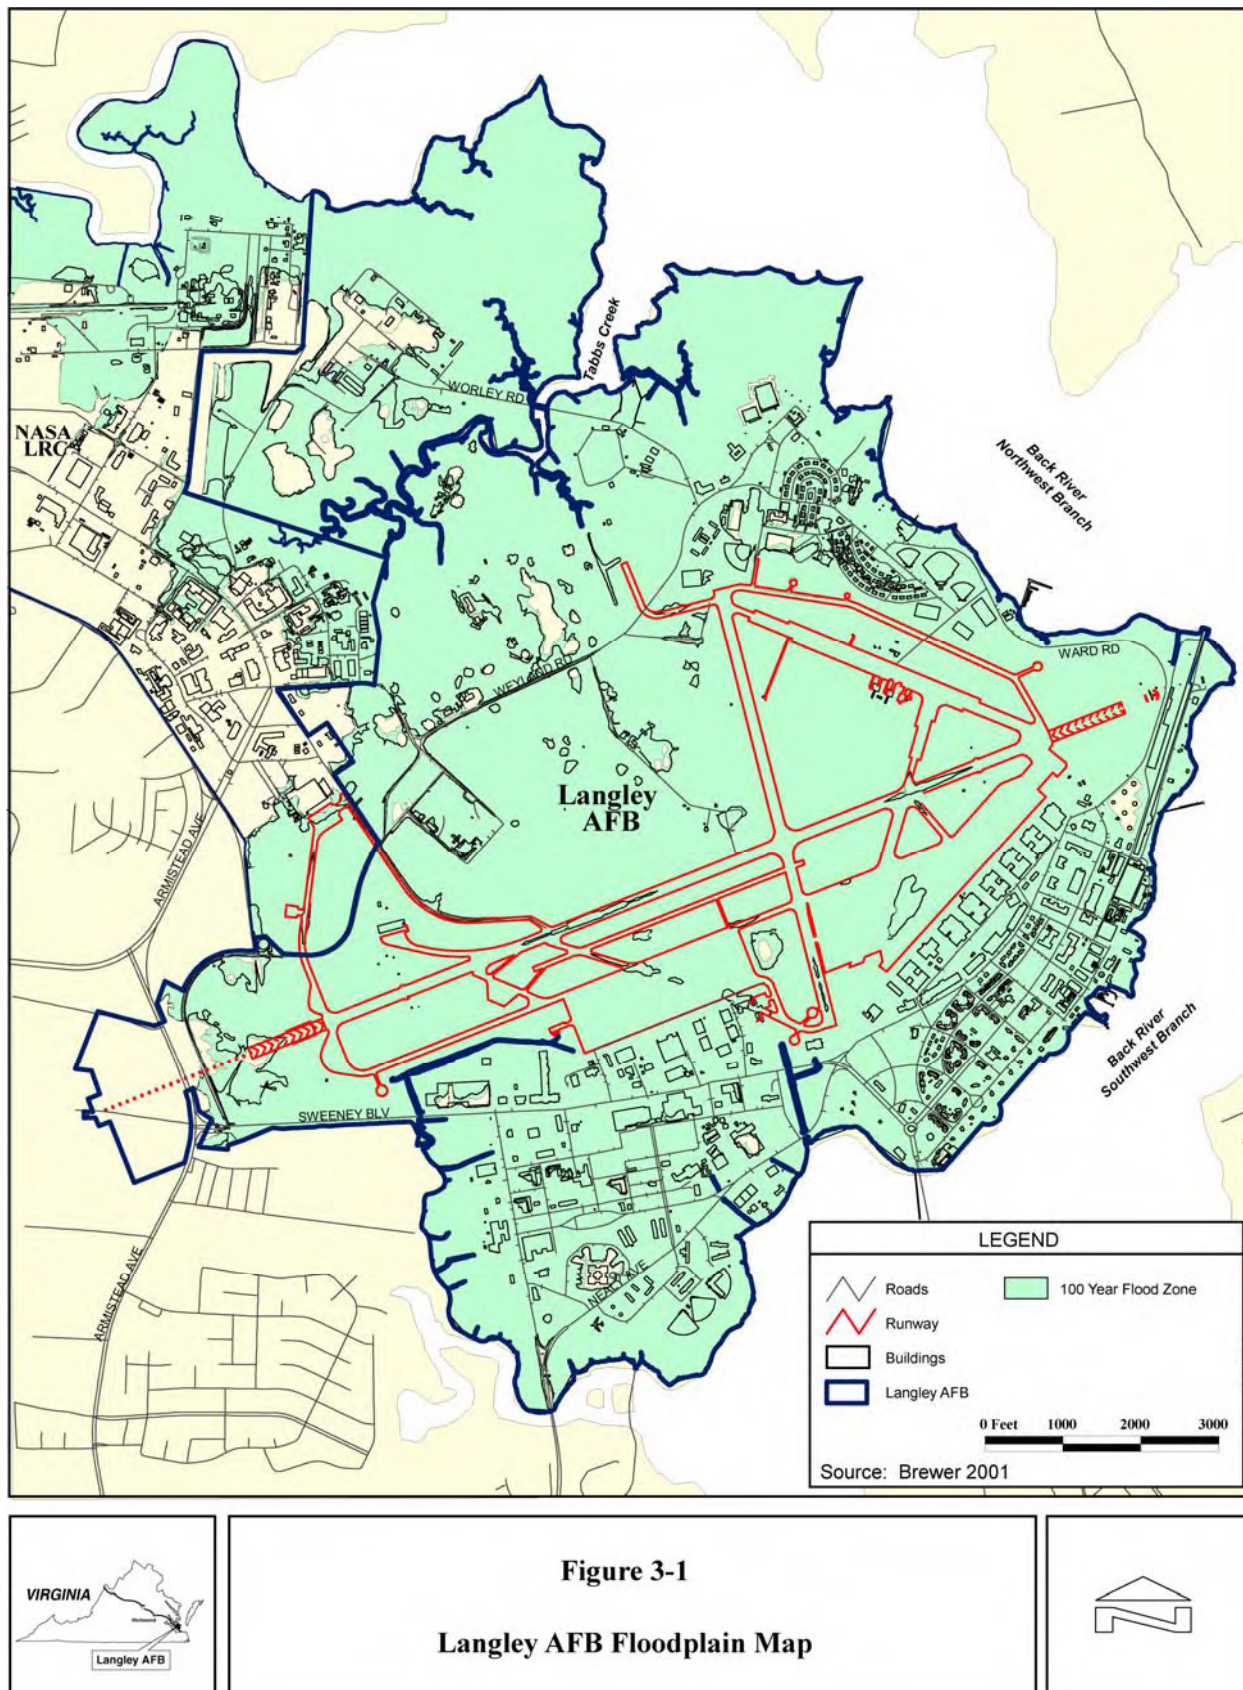 Tabbs Creek
WORLEY RD
NASA
LRC
Back River
Northwest Branch
WARD RD
WEYLAND RD
Langley
AFB
ARMISTEAD AVE
Back River
Southwest Branch
SWEENEY BLV
NEALY AVE
ARMISTEAD AVE
LEGEND
Roads
100 Year Flood Zone
Runway
Buildings
Langley AFB
0 Feet 1000 2000 3000
Source: Brewer 2001
VIRGINIA
Richmond
Langley AFB
Figure 3-1
Langley AFB Floodplain Map
N